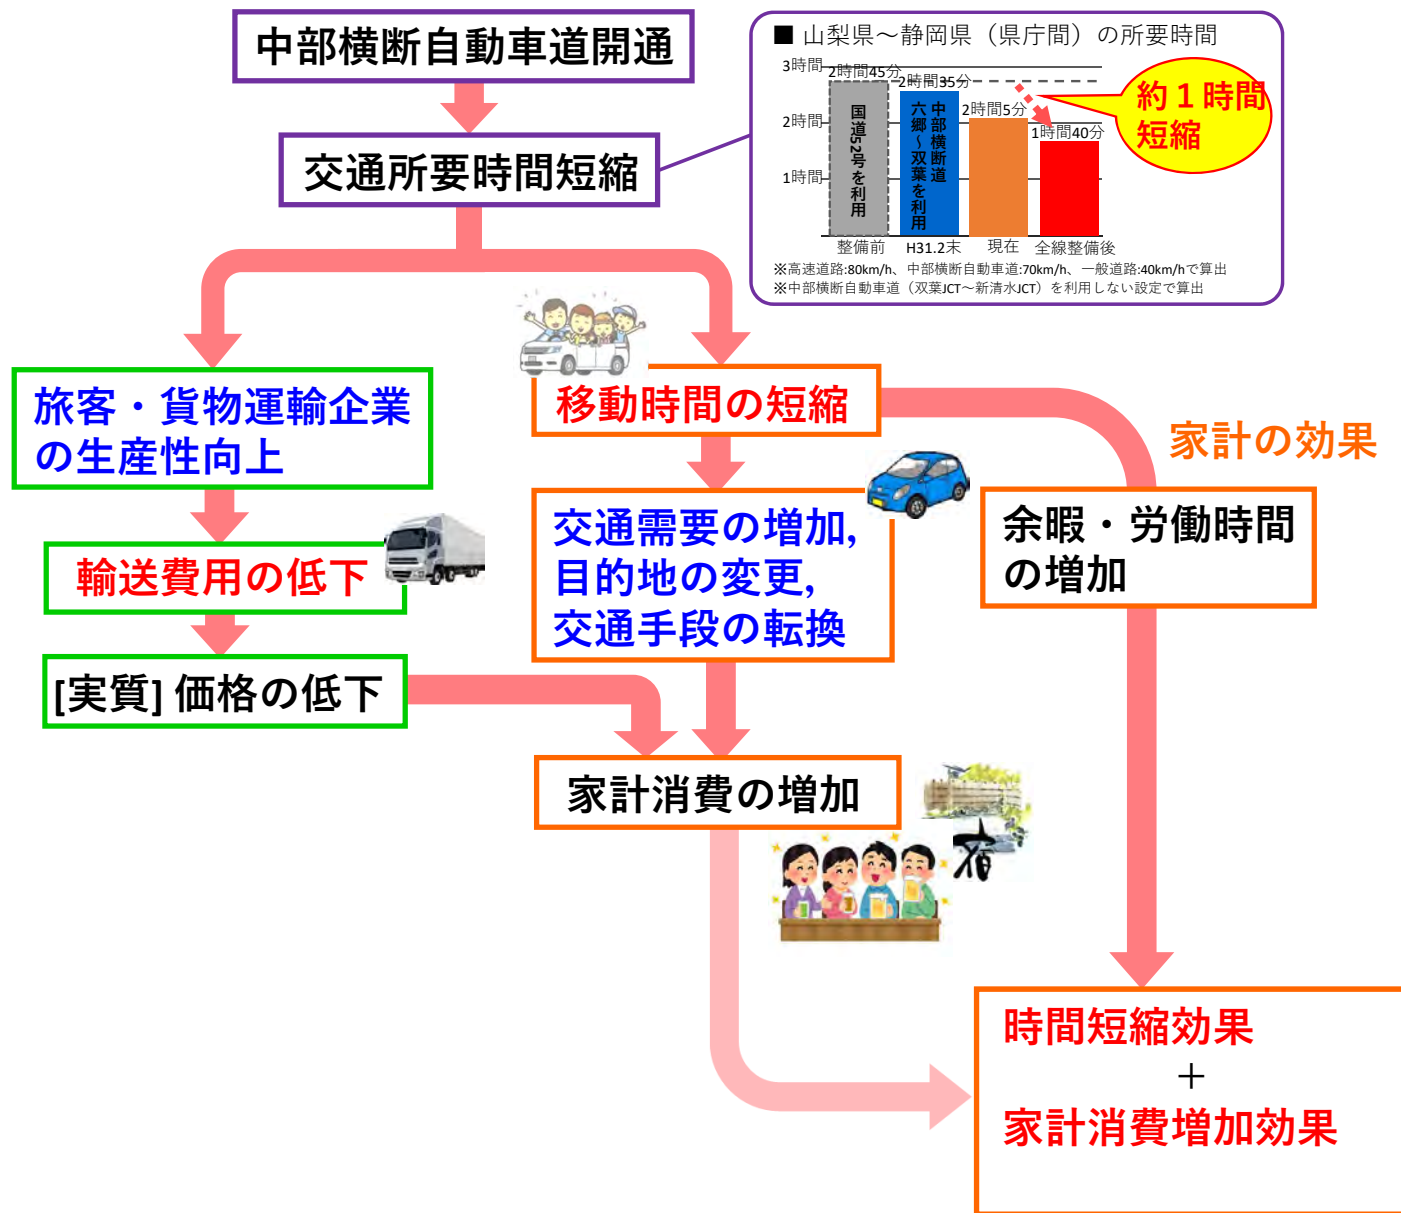 中部横断自動車道開通
交通所要時間短縮
■ 山梨県～静岡県（県庁間）の所要時間
3時間
2時間
1時間
2時間45分
2時間35分
2時間5分
1時間40分
約１時間
短縮
国道52号を利用
中部横断道
六郷～双葉を利用
整備前
H31.2末
現在
全線整備後
※高速道路:80km/h、中部横断自動車道:70km/h、一般道路:40km/hで算出
※中部横断自動車道（双葉JCT～新清水JCT）を利用しない設定で算出
旅客・貨物運輸企業
の生産性向上
輸送費用の低下
[実質] 価格の低下
移動時間の短縮
交通需要の増加,
目的地の変更,
交通手段の転換
家計の効果
余暇・労働時間
の増加
家計消費の増加
宿
時間短縮効果
＋
家計消費増加効果